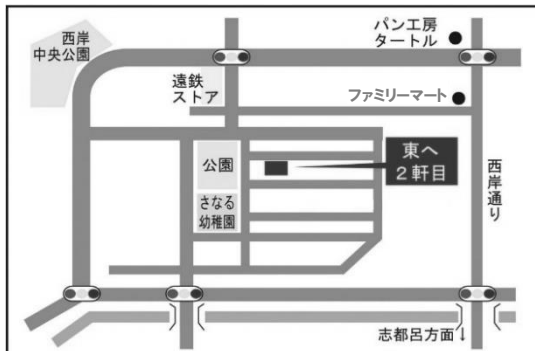 西岸
中央公園
パン工房
タートル
遠鉄
ストア
ファミリーマート
公園
東へ
2軒目
さなる
幼稚園
西岸通り
志都呂方面↓